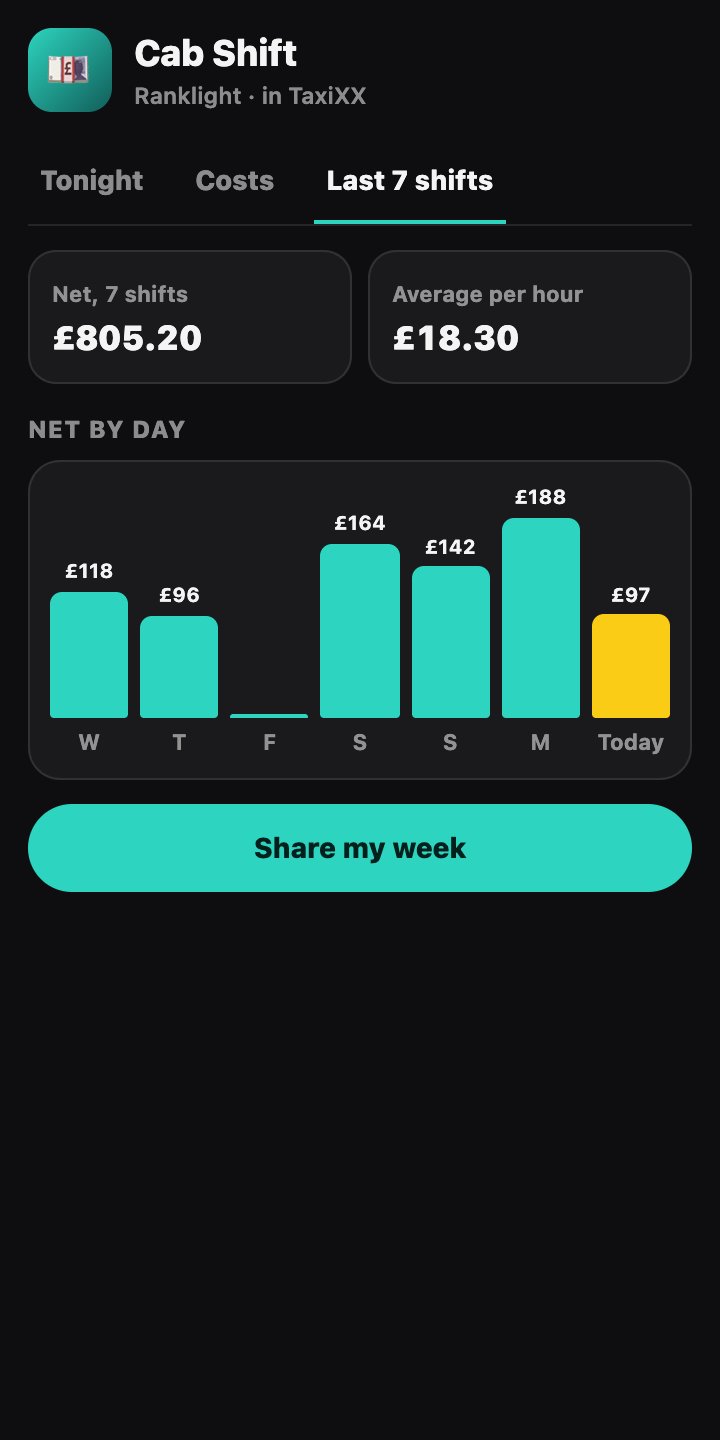 Cab Shift
Ranklight · in TaxiXX
Tonight Costs Last 7 shifts
Net, 7 shifts
£805.20
Average per hour
£18.30
NET BY DAY
£118 £96 £164 £142 £188 £97
W T F S S M Today
Share my week